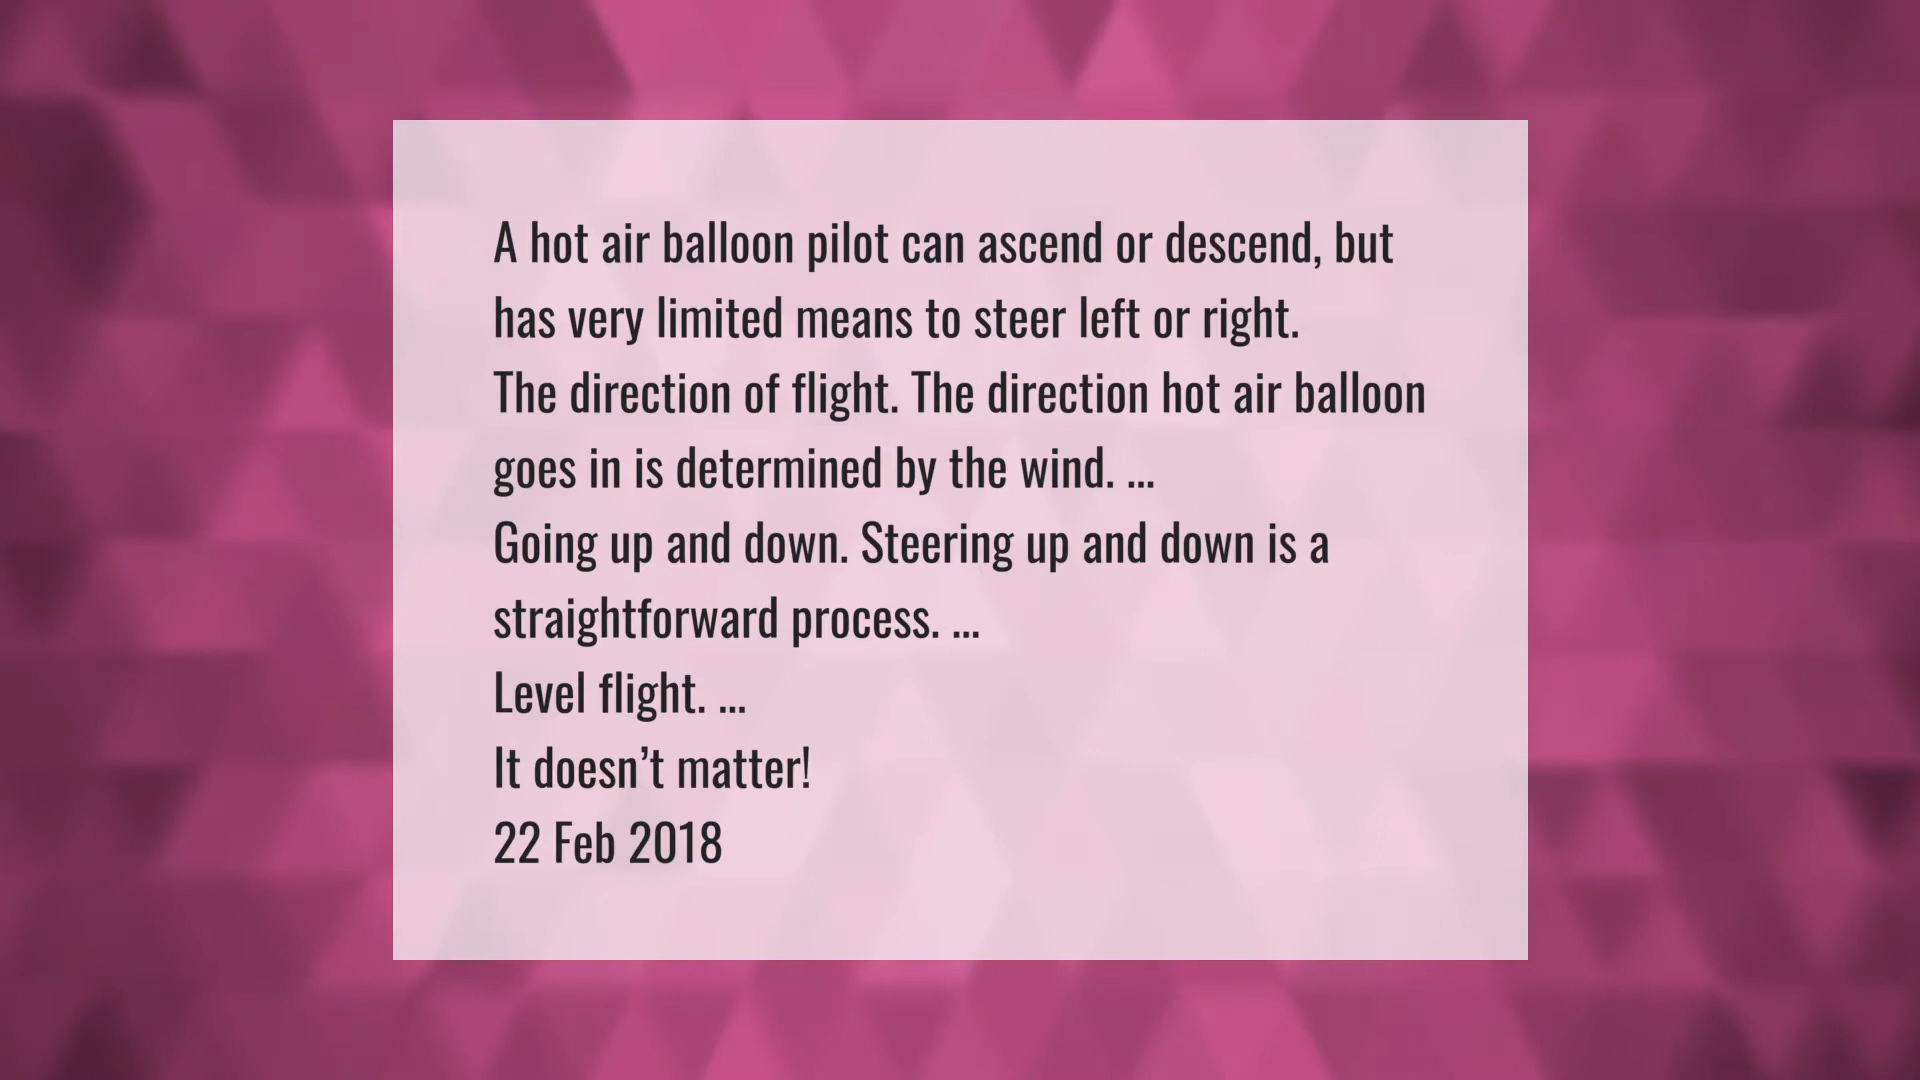 A hot air balloon pilot can ascend or descend, but
has very limited means to steer left or right.
The direction of flight. The direction hot air balloon
goes in is determined by the wind. ...
Going up and down. Steering up and down is a
straightforward process. ...
Level flight. ...
It doesn’t matter!
22 Feb 2018